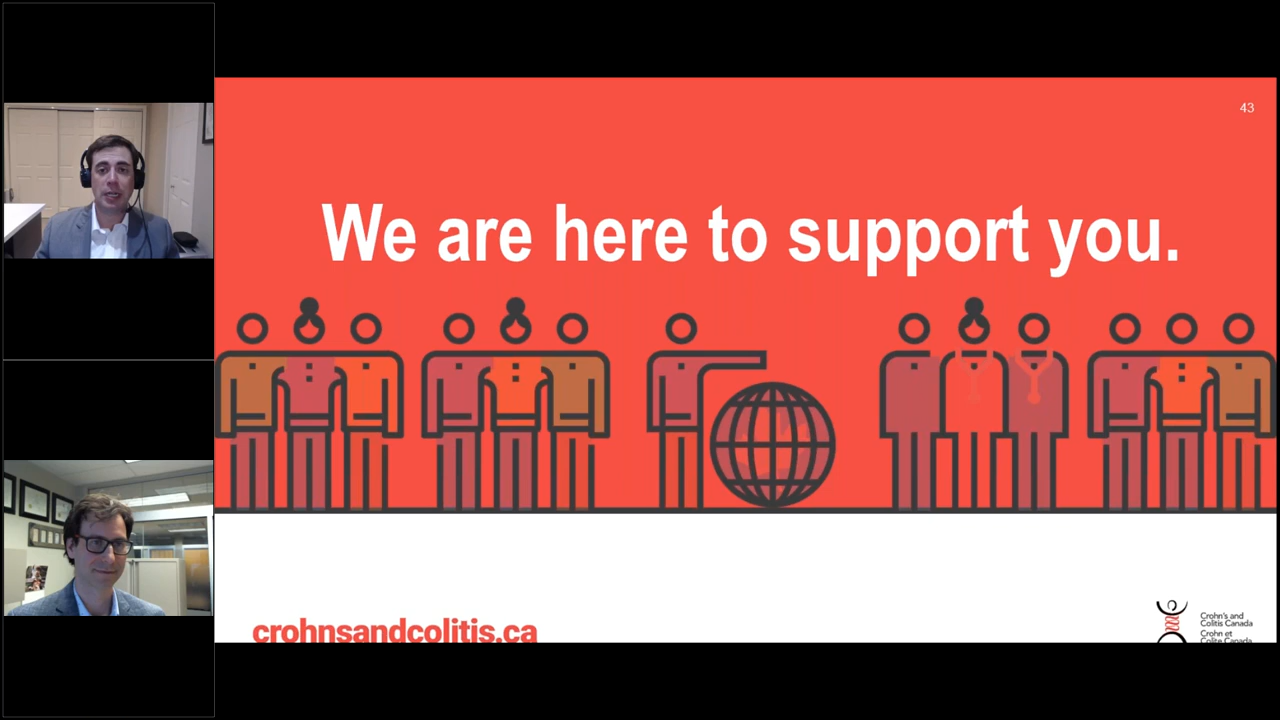 43
We are here to support you.
crohnsandcolitis.ca
Crohn's and
Colitis Canada
Crohn et
Colite Canada